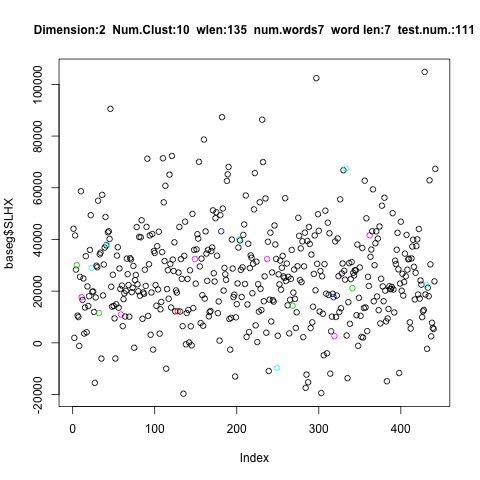 Dimension:2 Num.Clust:10 wlen:135 num.words7 word len:7 test.num.:111
100000
80000
60000
40000
20000
0
-20000
baseg$SLHX
0 100 200 300 400
Index